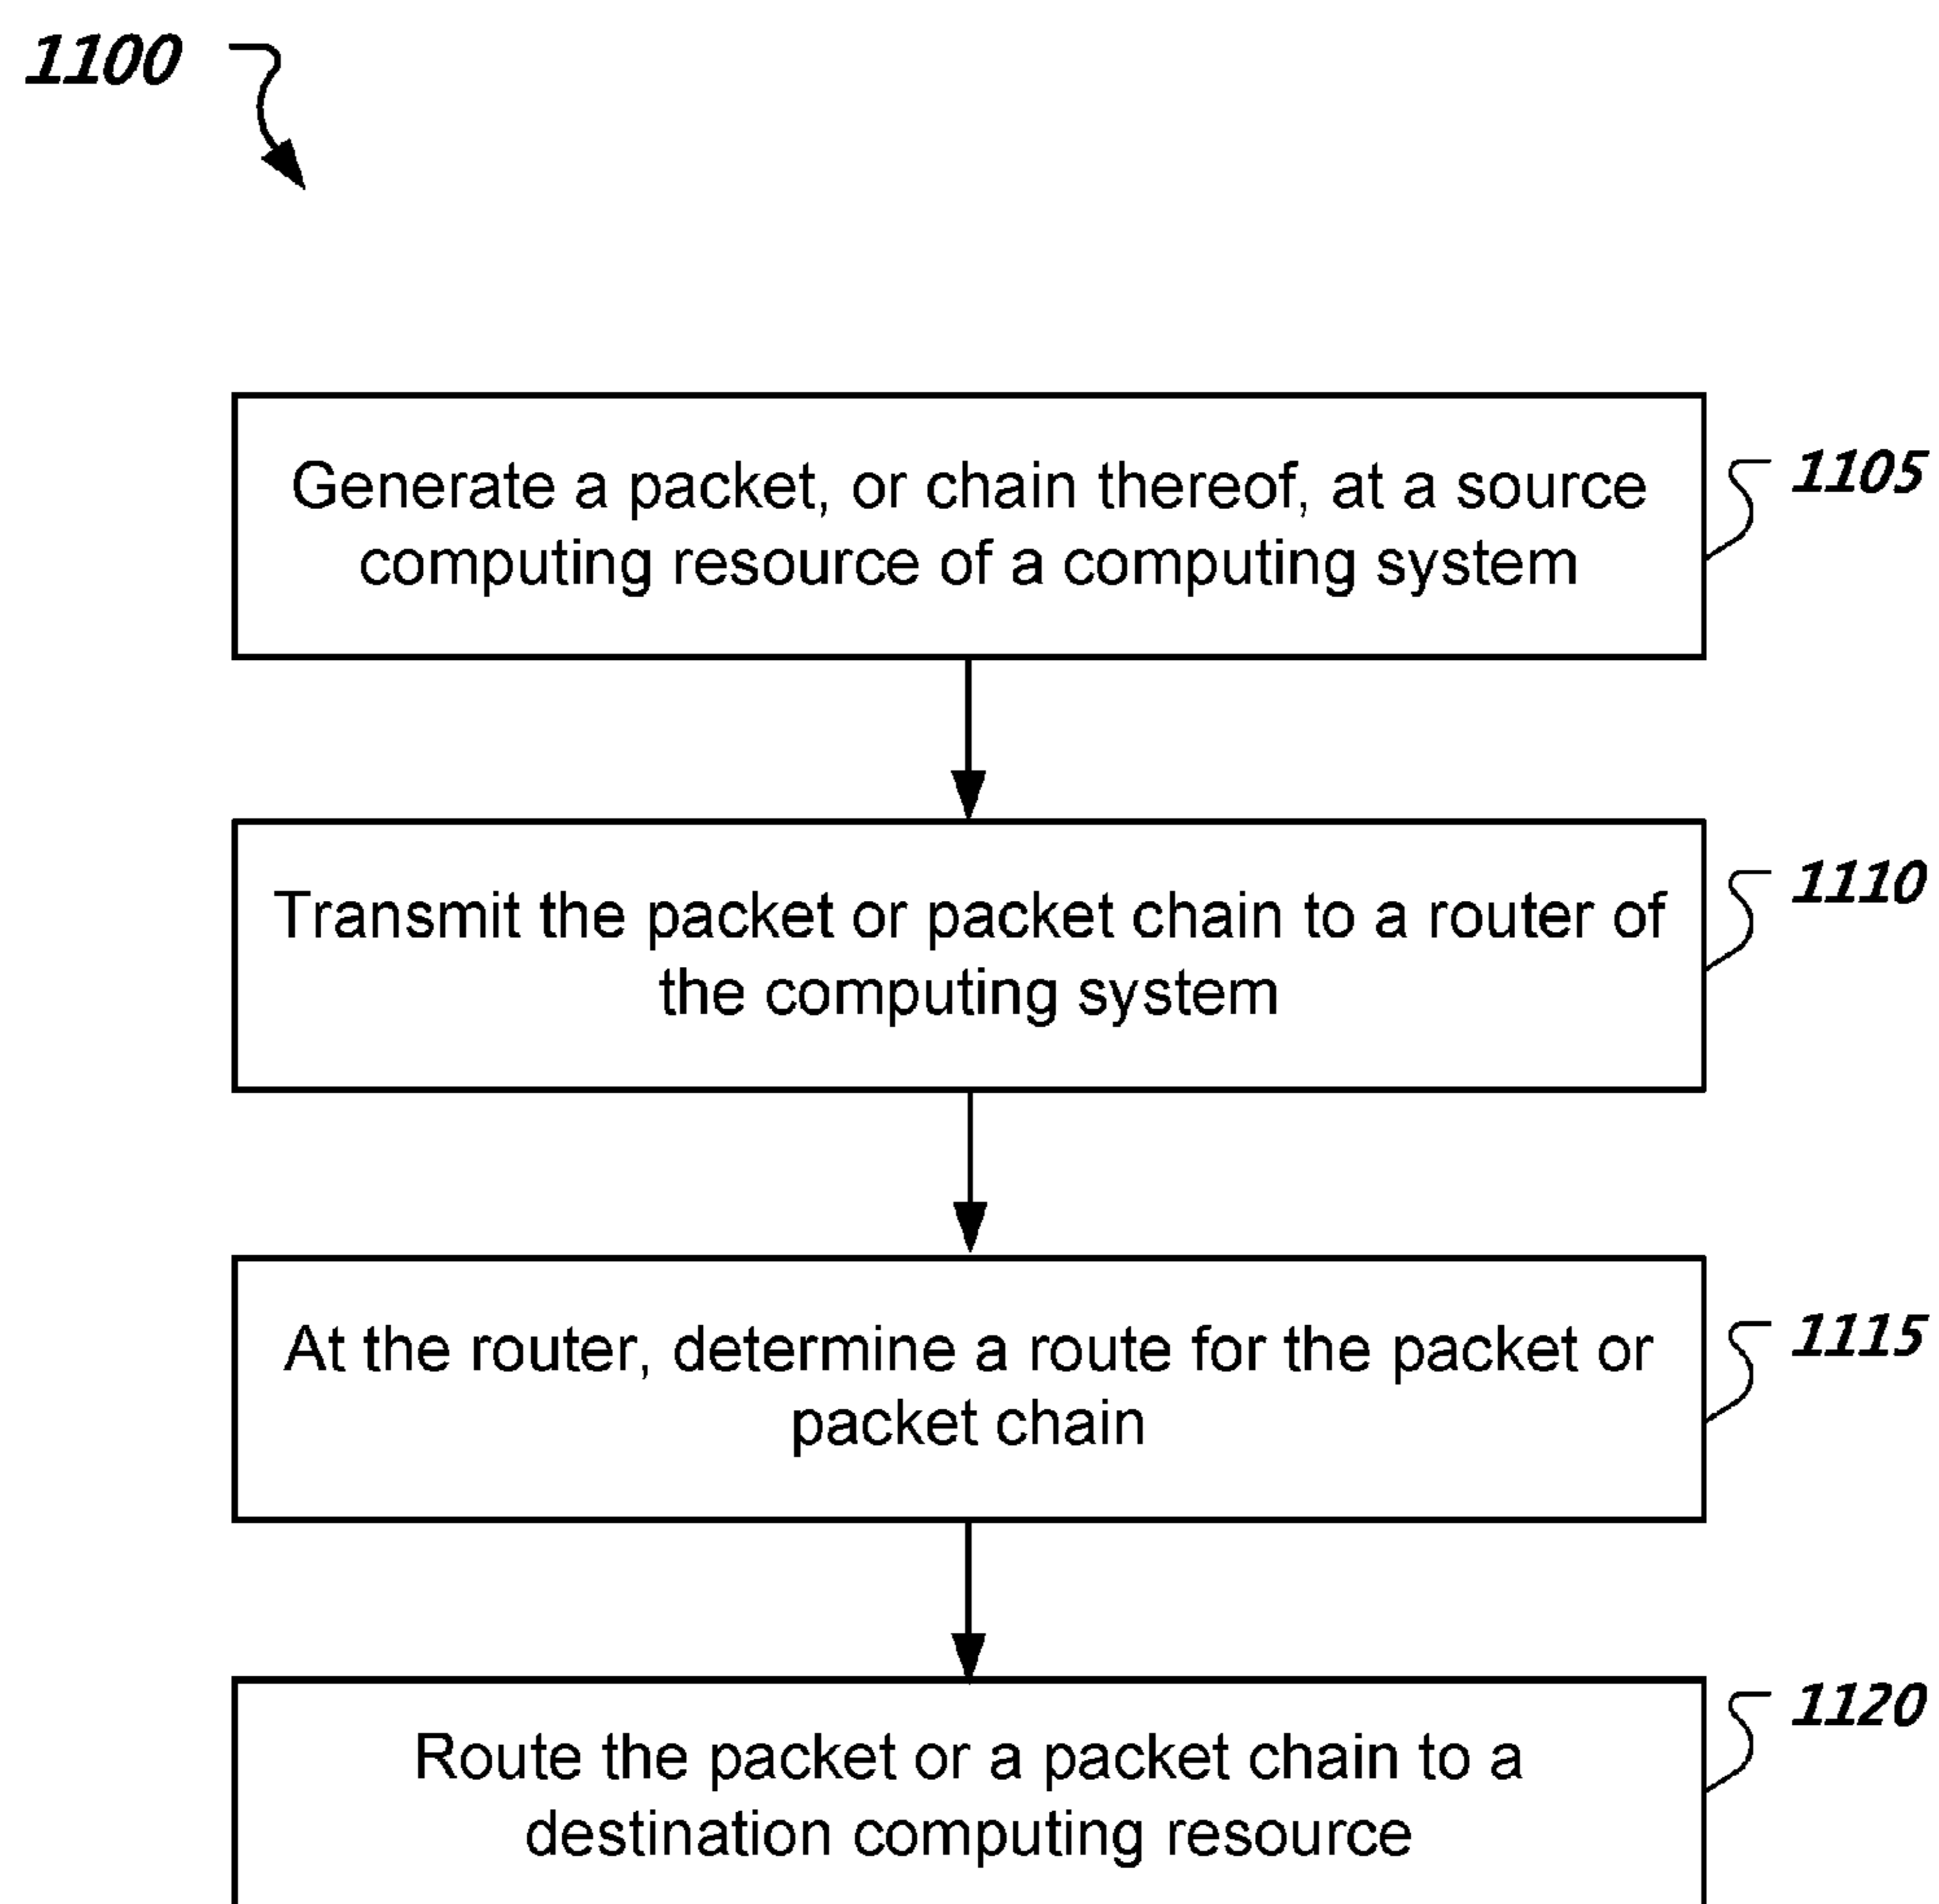 1100
Generate a packet, or chain thereof, at a source
computing resource of a computing system
1105
Transmit the packet or packet chain to a router of
the computing system
1110
At the router, determine a route for the packet or
packet chain
1115
Route the packet or a packet chain to a
destination computing resource
1120